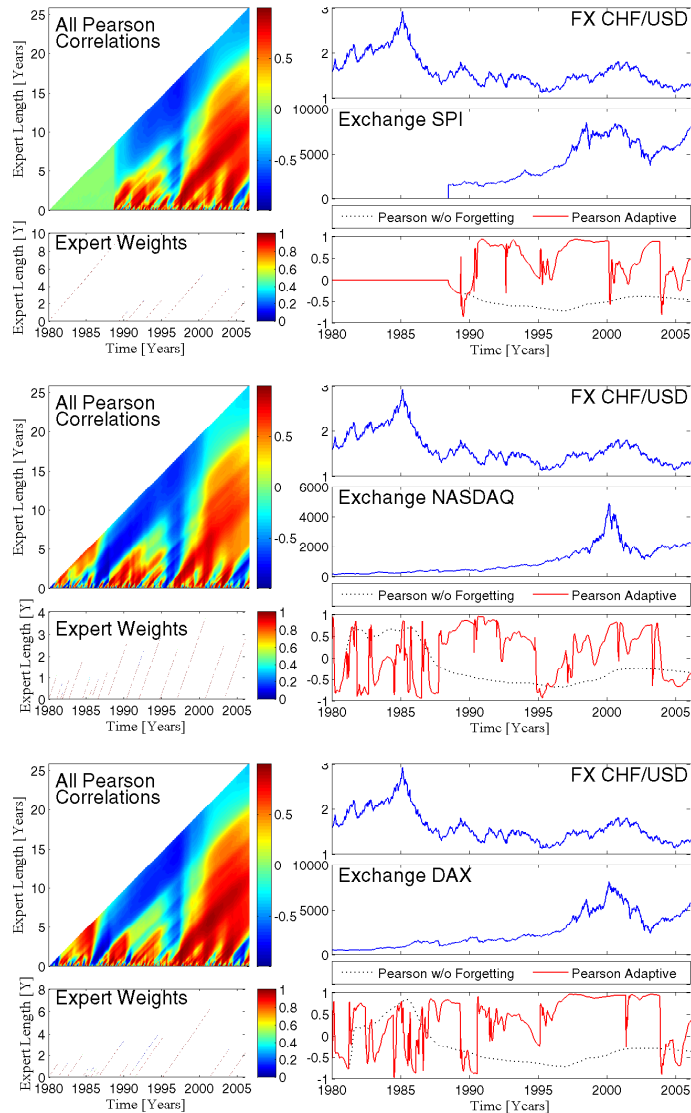 All Pearson
Correlations
Expert Length [Years]
25
20
15
10
5
0
0.5
0
-0.5
FX CHF/USD
3
2
1
Exchange SPI
10000
5000
0
Pearson w/o Forgetting
Pearson Adaptive
Expert Weights
Expert Length [Y]
10
8
6
4
2
0
1980 1985 1990 1995 2000 2005
Time [Years]
1
0.8
0.6
0.4
0.2
0
1
0.5
0
-0.5
-1
1980 1985 1990 1995 2000 2005
Time [Years]
All Pearson
Correlations
Expert Length [Years]
25
20
15
10
5
0
0.5
0
-0.5
FX CHF/USD
3
2
1
Exchange NASDAQ
6000
4000
2000
0
Pearson w/o Forgetting
Pearson Adaptive
Expert Weights
Expert Length [Y]
4
3
2
1
0
1980 1985 1990 1995 2000 2005
Time [Years]
1
0.8
0.6
0.4
0.2
0
1
0.5
0
-0.5
-1
1980 1985 1990 1995 2000 2005
Time [Years]
All Pearson
Correlations
Expert Length [Years]
25
20
15
10
5
0
0.5
0
-0.5
FX CHF/USD
3
2
1
Exchange DAX
10000
5000
0
Pearson w/o Forgetting
Pearson Adaptive
Expert Weights
Expert Length [Y]
8
6
4
2
0
1980 1985 1990 1995 2000 2005
Time [Years]
1
0.8
0.6
0.4
0.2
0
1
0.5
0
-0.5
-1
1980 1985 1990 1995 2000 2005
Time [Years]